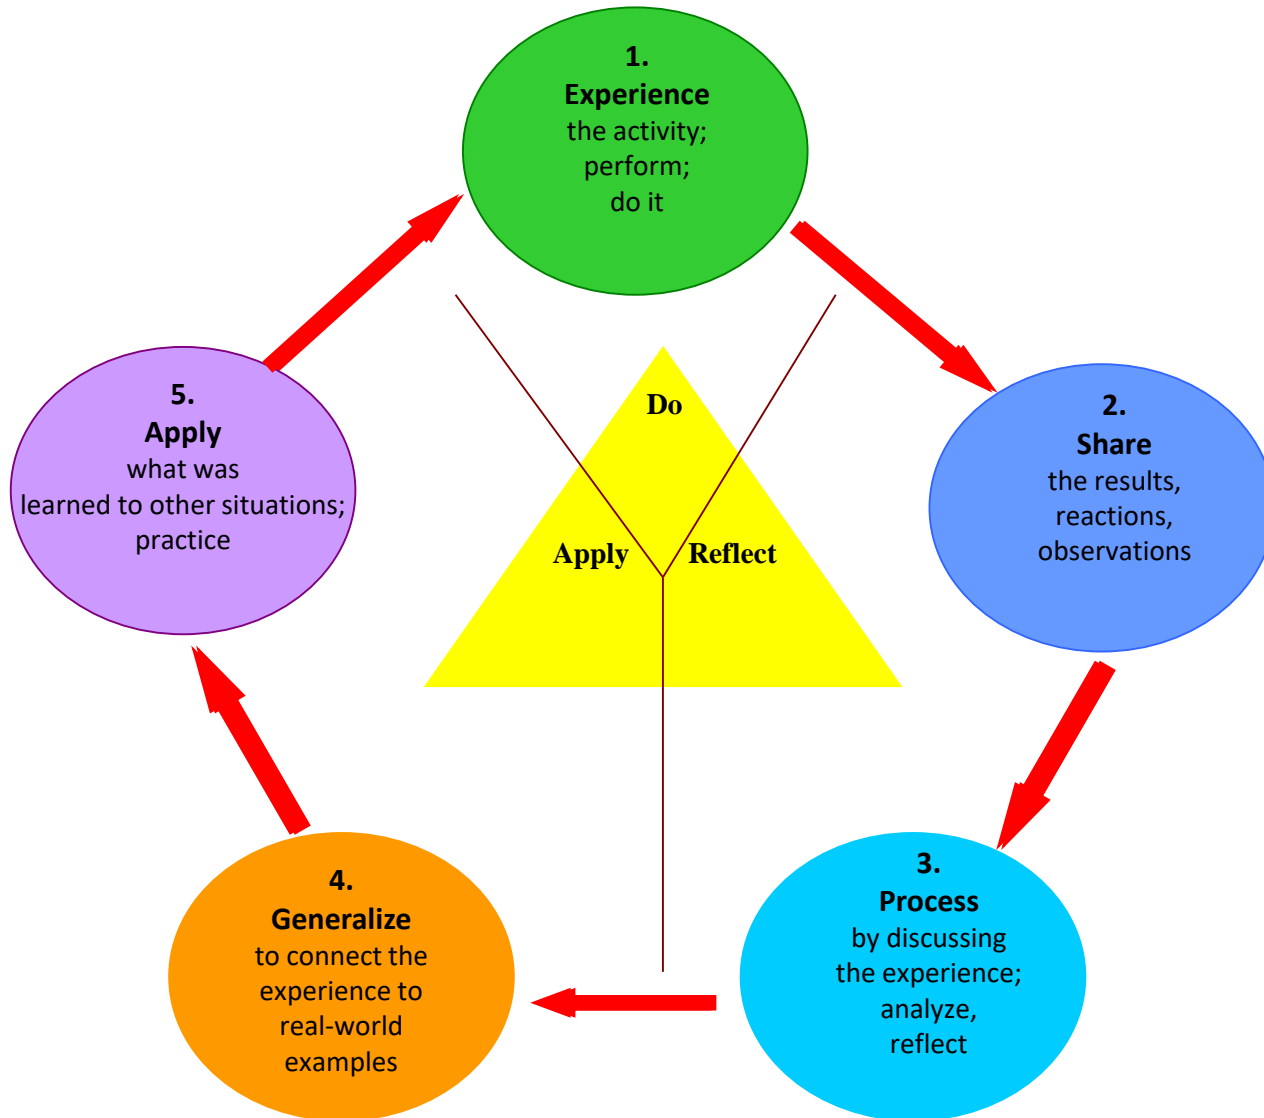 1.
Experience
the activity;
perform;
do it
2.
Share
the results,
reactions,
observations
3.
Process
by discussing
the experience;
analyze,
reflect
4.
Generalize
to connect the
experience to
real-world
examples
5.
Apply
what was
learned to other situations;
practice
Do
Apply
Reflect